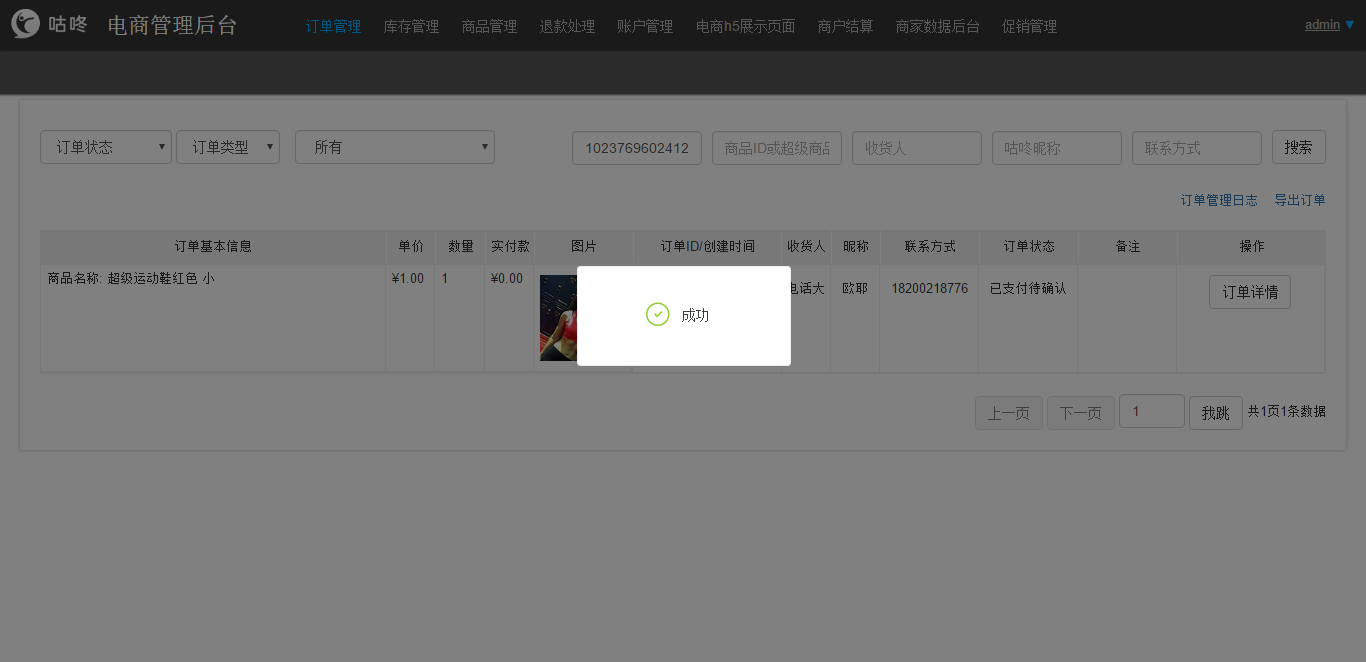 咕咚 电商管理后台 订单管理 库存管理 商品管理 退款处理 账户管理 电商h5展示页面 商户结算 商家数据后台 促销管理 admin
订单状态 订单类型 所有 1023769602412 商品ID或超级商品 收货人 咕咚昵称 联系方式 搜索
订单管理日志 导出订单
订单基本信息 单价 数量 实付款 图片 订单ID/创建时间 收货人 昵称 联系方式 订单状态 备注 操作
商品名称: 超级运动鞋红色 小 ¥1.00 1 ¥0.00
电话大 欧耶 18200218776 已支付待确认 订单详情
成功
上一页 下一页 1 我跳 共1页1条数据